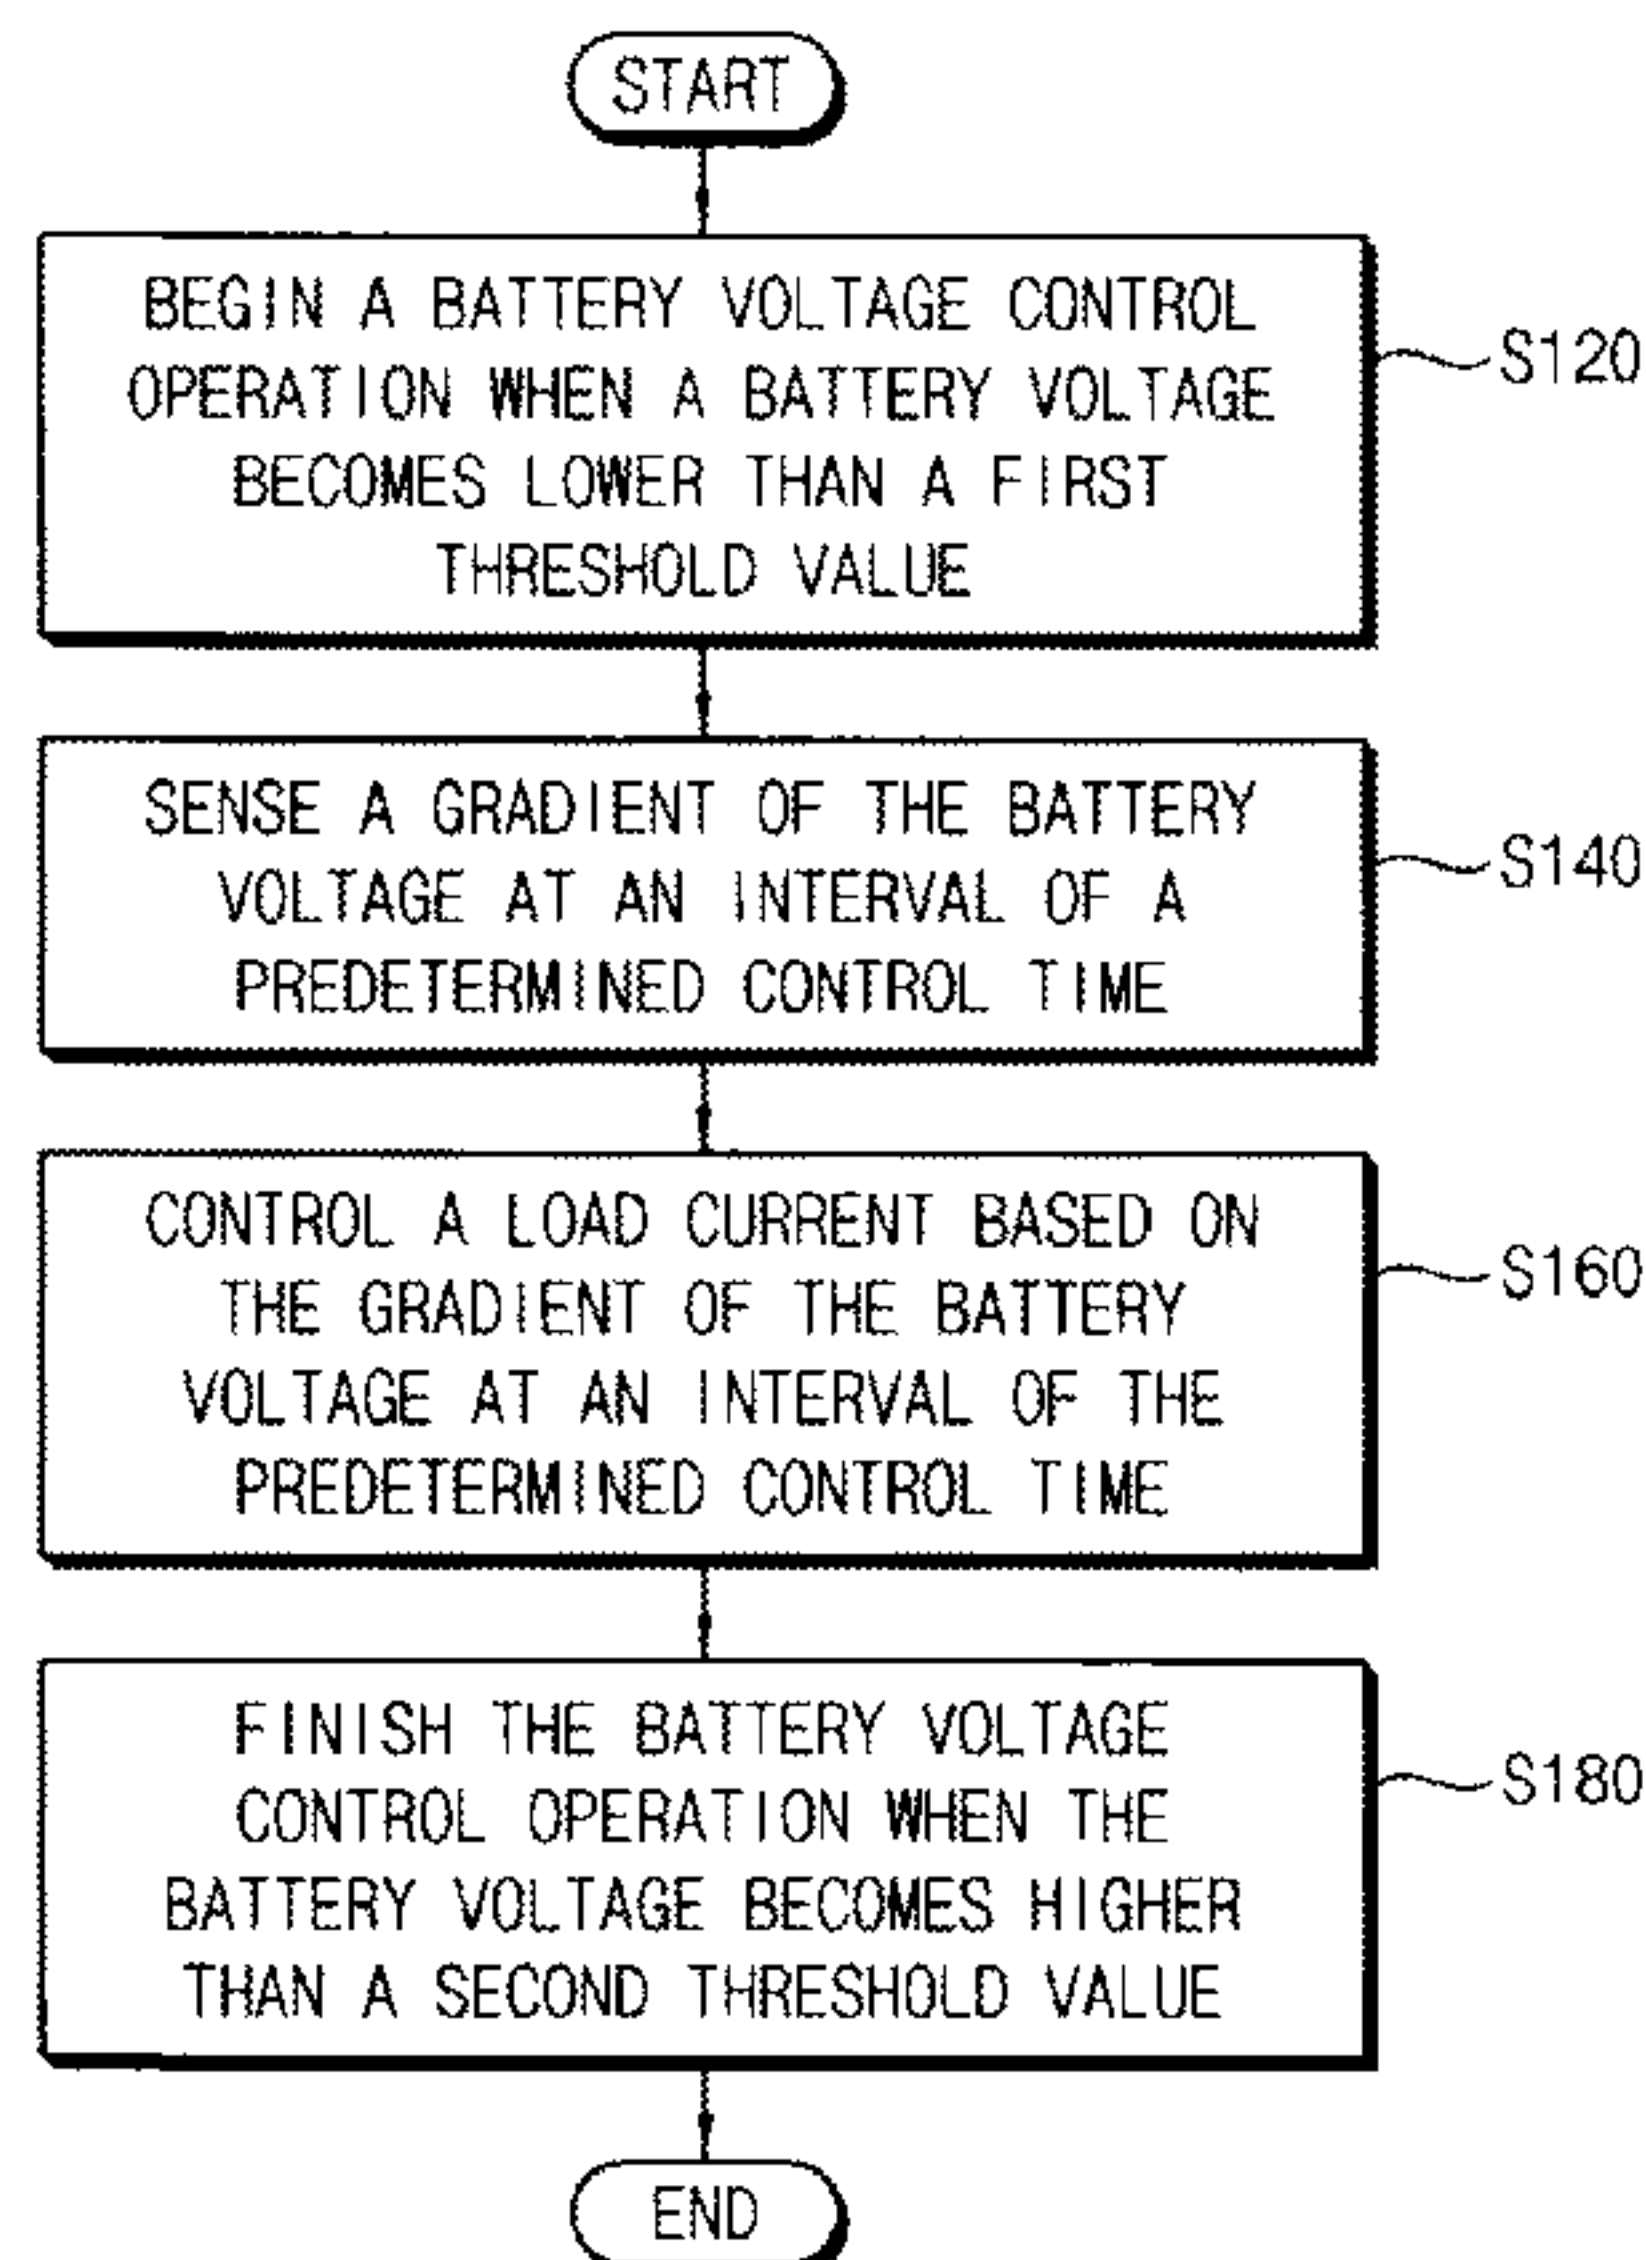 START
BEGIN A BATTERY VOLTAGE CONTROL
OPERATION WHEN A BATTERY VOLTAGE
BECOMES LOWER THAN A FIRST
THRESHOLD VALUE
S120
SENSE A GRADIENT OF THE BATTERY
VOLTAGE AT AN INTERVAL OF A
PREDETERMINED CONTROL TIME
S140
CONTROL A LOAD CURRENT BASED ON
THE GRADIENT OF THE BATTERY
VOLTAGE AT AN INTERVAL OF THE
PREDETERMINED CONTROL TIME
S160
FINISH THE BATTERY VOLTAGE
CONTROL OPERATION WHEN THE
BATTERY VOLTAGE BECOMES HIGHER
THAN A SECOND THRESHOLD VALUE
S180
END